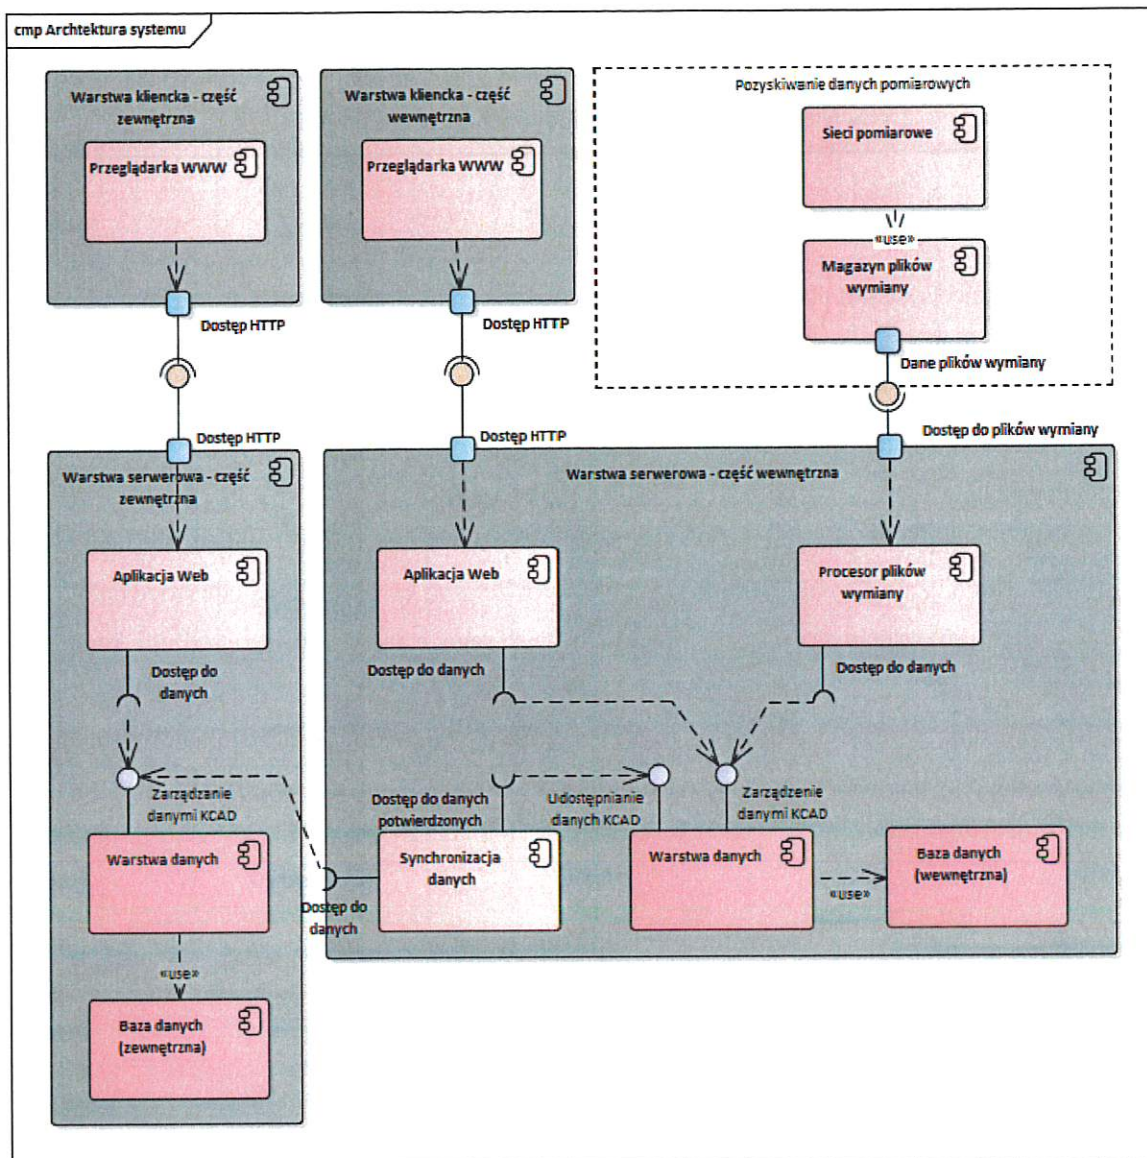 cmp Archtektura systemu
Warstwa kliencka - część
zewnętrzna
Przeglądarka WWW
Dostęp HTTP
Warstwa kliencka - część
wewnętrzna
Przeglądarka WWW
Dostęp HTTP
Pozyskiwanie danych pomiarowych
Sieci pomiarowe
«use»
Magazyn plików
wymiany
Dane plików wymiany
Dostęp HTTP
Warstwa serwerowa - część
zewnętrzna
Aplikacja Web
Dostęp do
danych
Zarządzanie
danymi KCAD
Warstwa danych
«use»
Baza danych
(zewnętrzna)
Dostęp HTTP
Dostęp do plików wymiany
Warstwa serwerowa - część wewnętrzna
Aplikacja Web
Dostęp do danych
Procesor plików
wymiany
Dostęp do danych
Dostęp do danych
potwierdzonych
Udostępnianie
danych KCAD
Zarządzenie
danymi KCAD
Synchronizacja
danych
Dostęp do
danych
Warstwa danych
«use»
Baza danych
(wewnętrzna)